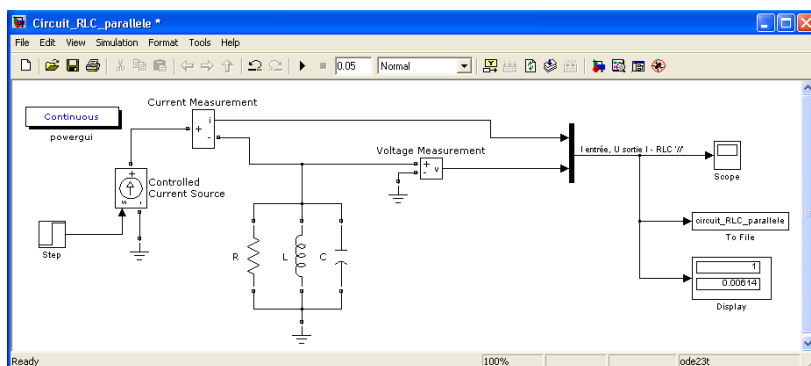 Circuit_RLC_parallele *
File Edit View Simulation Format Tools Help
0.05 Normal
Continuous
powergui
Current Measurement
+ i
-
Voltage Measurement
+
- v
I entrée, U sortie I - RLC '//'
Scope
Controlled
Current Source
Step
R L C
circuit_RLC_parallele
To File
1
0.00614
Display
Ready 100% ode23t